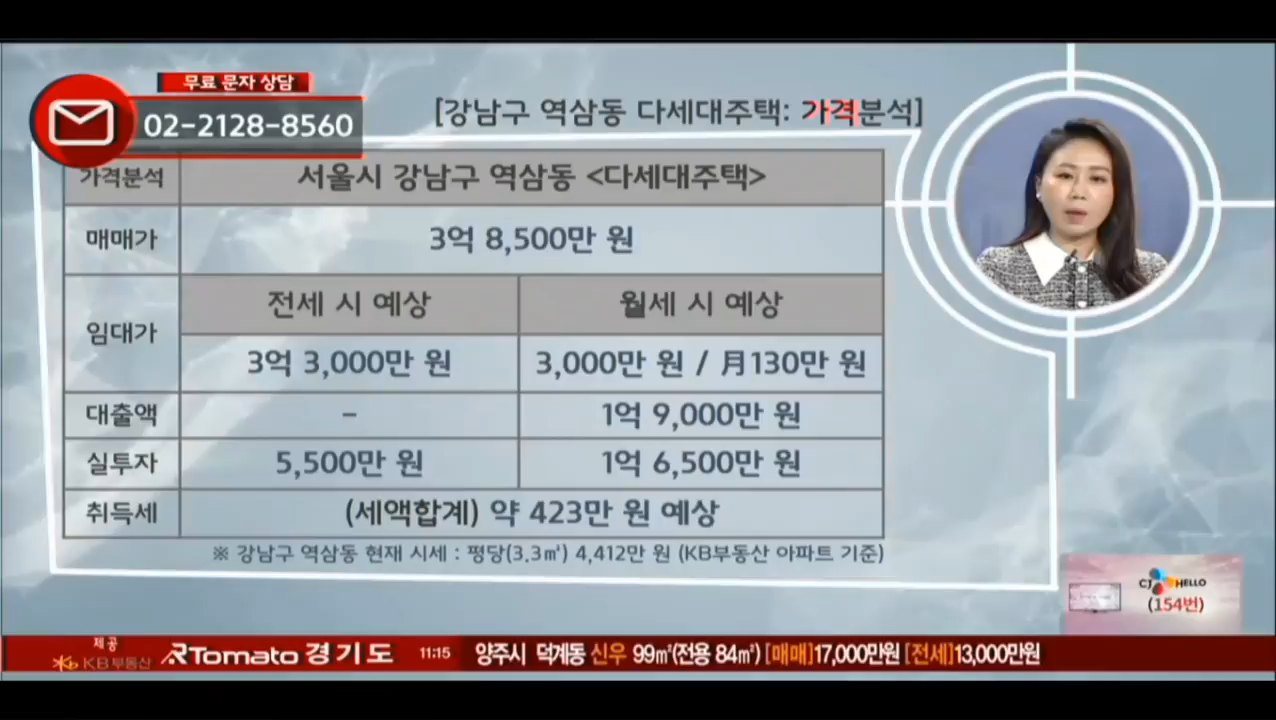 무료 문자 상담
02-2128-8560
[강남구 역삼동 다세대주택: 가격분석]
가격분석 서울시 강남구 역삼동 <다세대주택>
매매가 3억 8,500만 원
임대가 전세 시 예상 월세 시 예상
3억 3,000만 원 3,000만 원 / 月130만 원
대출액 - 1억 9,000만 원
실투자 5,500만 원 1억 6,500만 원
취득세 (세액합계) 약 423만 원 예상
※ 강남구 역삼동 현재 시세 : 평당(3.3㎡) 4,412만 원 (KB부동산 아파트 기준)
CJ HELLO
(154번)
제공
KB부동산 RTomato 경기도 11:15 양주시 덕계동 신우 99㎡(전용 84㎡) [매매]17,000만원 [전세]13,000만원